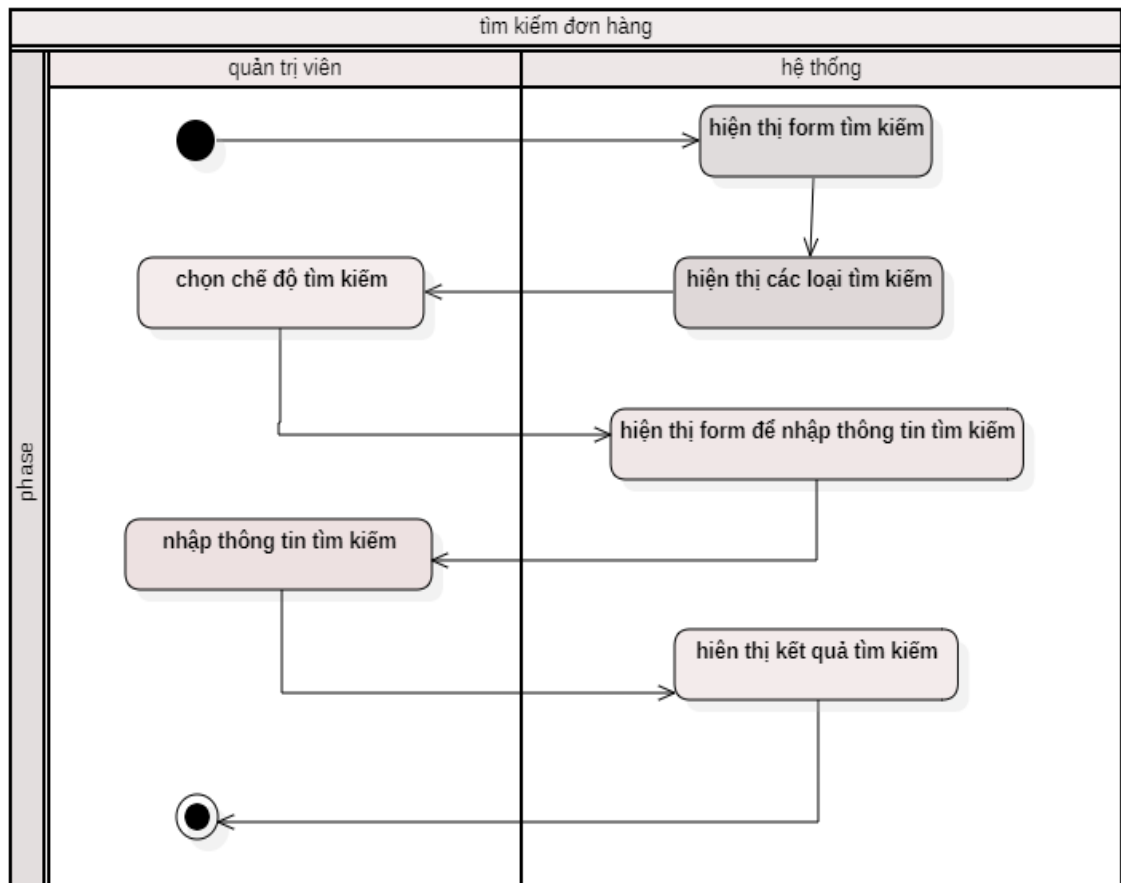 tìm kiếm đơn hàng
quản trị viên
hệ thống
phase
hiện thị form tìm kiếm
chọn chế độ tìm kiếm
hiện thị các loại tìm kiếm
hiện thị form để nhập thông tin tìm kiếm
nhập thông tin tìm kiếm
hiên thị kết quả tìm kiếm